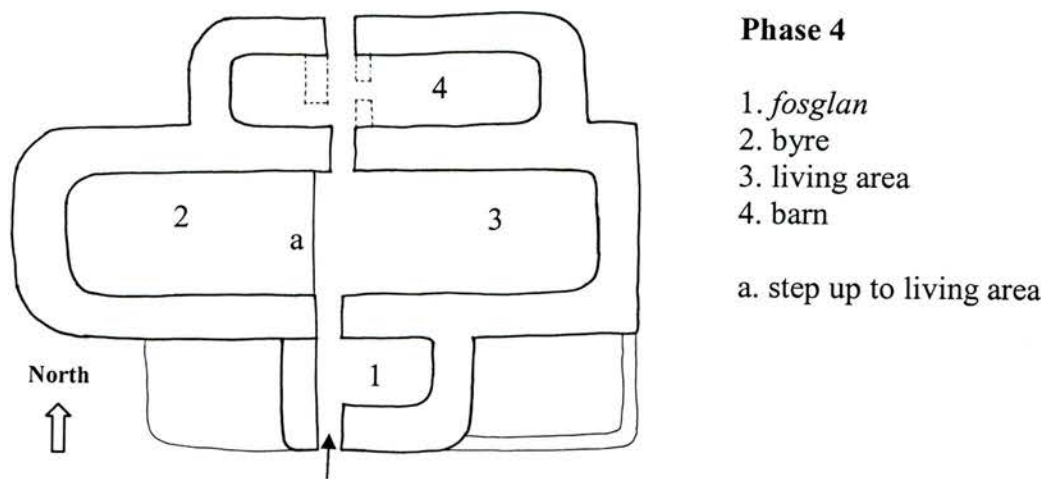 Phase 4
1. fosglan
2. byre
3. living area
4. barn
a. step up to living area
4
2
3
a
1
North